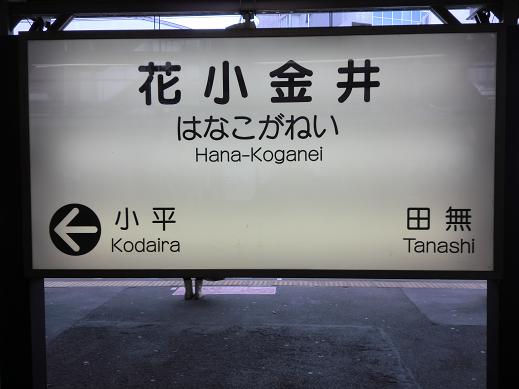 花小金井
はなこがねい
Hana-Koganei
小平 田無
Kodaira Tanashi